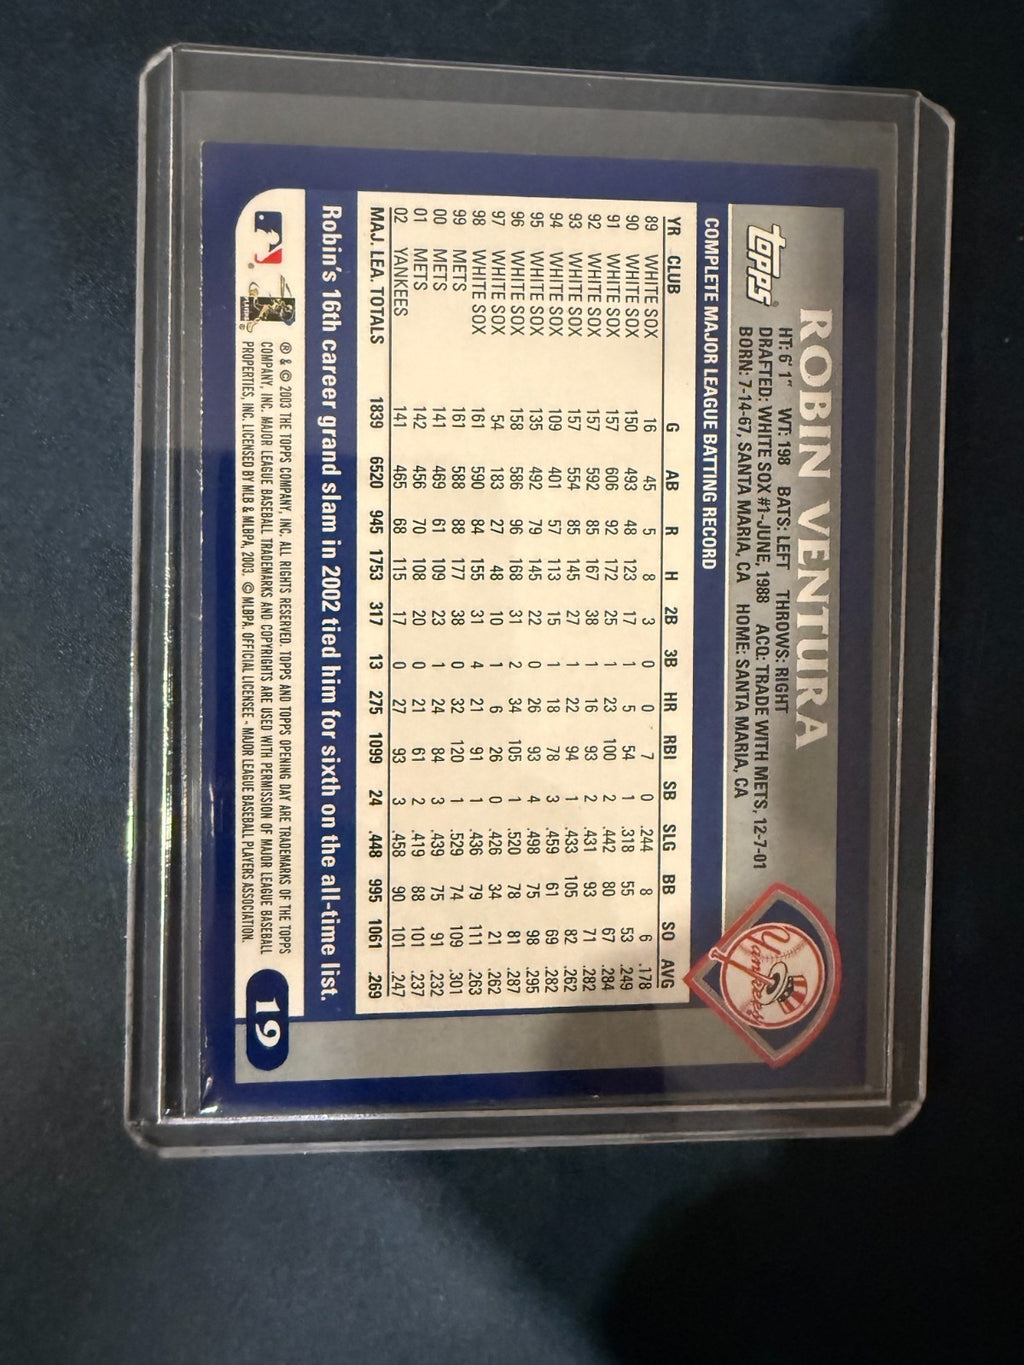 topps
ROBIN VENTURA
HT: 6' 1" WT: 198 BATS: LEFT THROWS: RIGHT
DRAFTED: WHITE SOX #1-JUNE, 1988 ACQ: TRADE WITH METS, 12-7-01
BORN: 7-14-67, SANTA MARIA, CA HOME: SANTA MARIA, CA
Yankees
COMPLETE MAJOR LEAGUE BATTING RECORD
YR CLUB G AB R H 2B 3B HR RBI SB SLG BB SO AVG
89 WHITE SOX 16 45 5 8 3 0 0 7 0 .244 8 6 .178
90 WHITE SOX 150 493 48 123 17 1 5 54 1 .318 55 53 .249
91 WHITE SOX 157 606 92 172 25 1 23 100 2 .442 80 67 .284
92 WHITE SOX 157 592 85 167 38 1 16 93 2 .431 93 71 .282
93 WHITE SOX 157 554 85 145 27 1 22 94 1 .433 105 82 .262
94 WHITE SOX 109 401 57 113 15 1 18 78 3 .459 61 69 .282
95 WHITE SOX 135 492 79 145 22 0 26 93 4 .498 75 98 .295
96 WHITE SOX 158 586 96 168 31 2 34 105 1 .520 78 81 .287
97 WHITE SOX 54 183 27 48 10 1 6 26 0 .426 34 21 .262
98 WHITE SOX 161 590 84 155 31 4 21 91 1 .436 79 111 .263
99 METS 161 588 88 177 38 0 32 120 1 .529 74 109 .301
00 METS 141 469 61 109 23 1 24 84 3 .439 75 91 .232
01 METS 142 456 70 108 20 0 21 61 2 .419 88 101 .237
02 YANKEES 141 465 68 115 17 0 27 93 3 .458 90 101 .247
MAJ. LEA. TOTALS 1839 6520 945 1753 317 13 275 1099 24 .448 995 1061 .269
Robin's 16th career grand slam in 2002 tied him for sixth on the all-time list.
® & © 2003 THE TOPPS COMPANY, INC. ALL RIGHTS RESERVED. TOPPS AND TOPPS OPENING DAY ARE TRADEMARKS OF THE TOPPS
COMPANY, INC. MAJOR LEAGUE BASEBALL TRADEMARKS AND COPYRIGHTS ARE USED WITH PERMISSION OF MAJOR LEAGUE BASEBALL
PROPERTIES, INC. LICENSED BY MLB & MLBPA, 2003. © MLBPA. OFFICIAL LICENSEE - MAJOR LEAGUE BASEBALL PLAYERS ASSOCIATION.
19